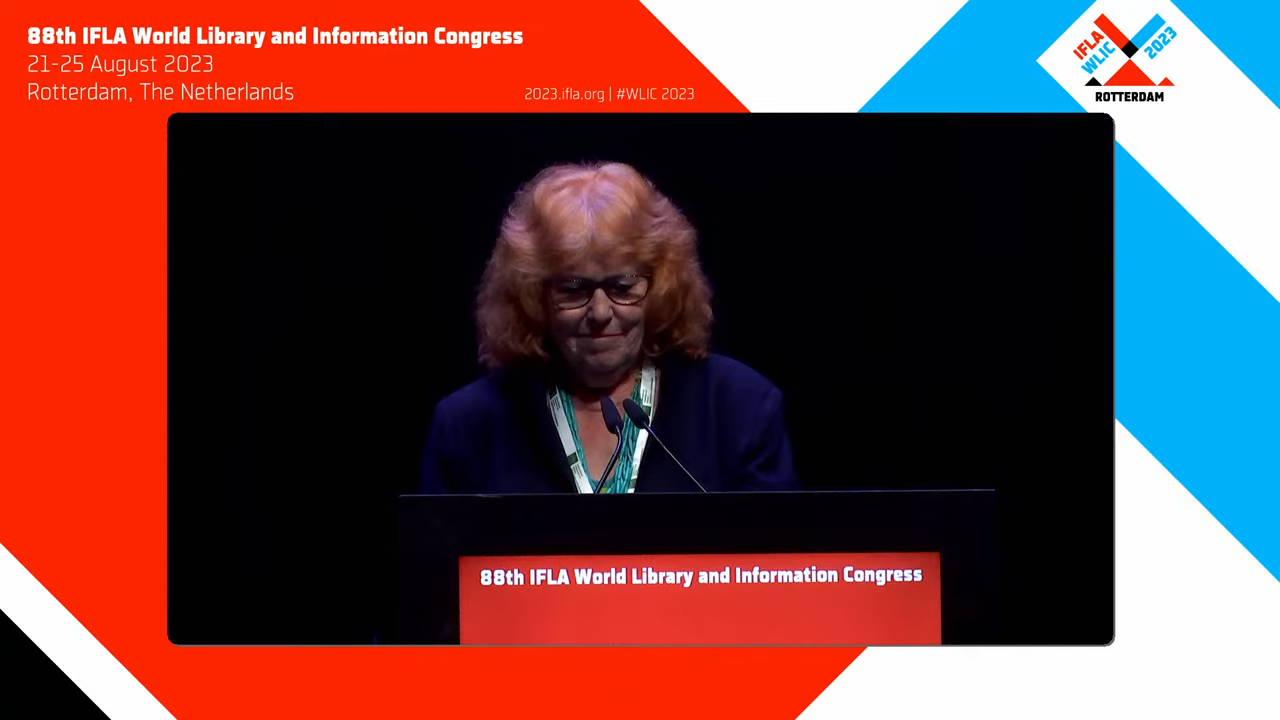 88th IFLA World Library and Information Congress
21-25 August 2023
Rotterdam, The Netherlands
2023.ifla.org | #WLIC 2023
IFLA
WLIC
2023
ROTTERDAM
88th IFLA World Library and Information Congress